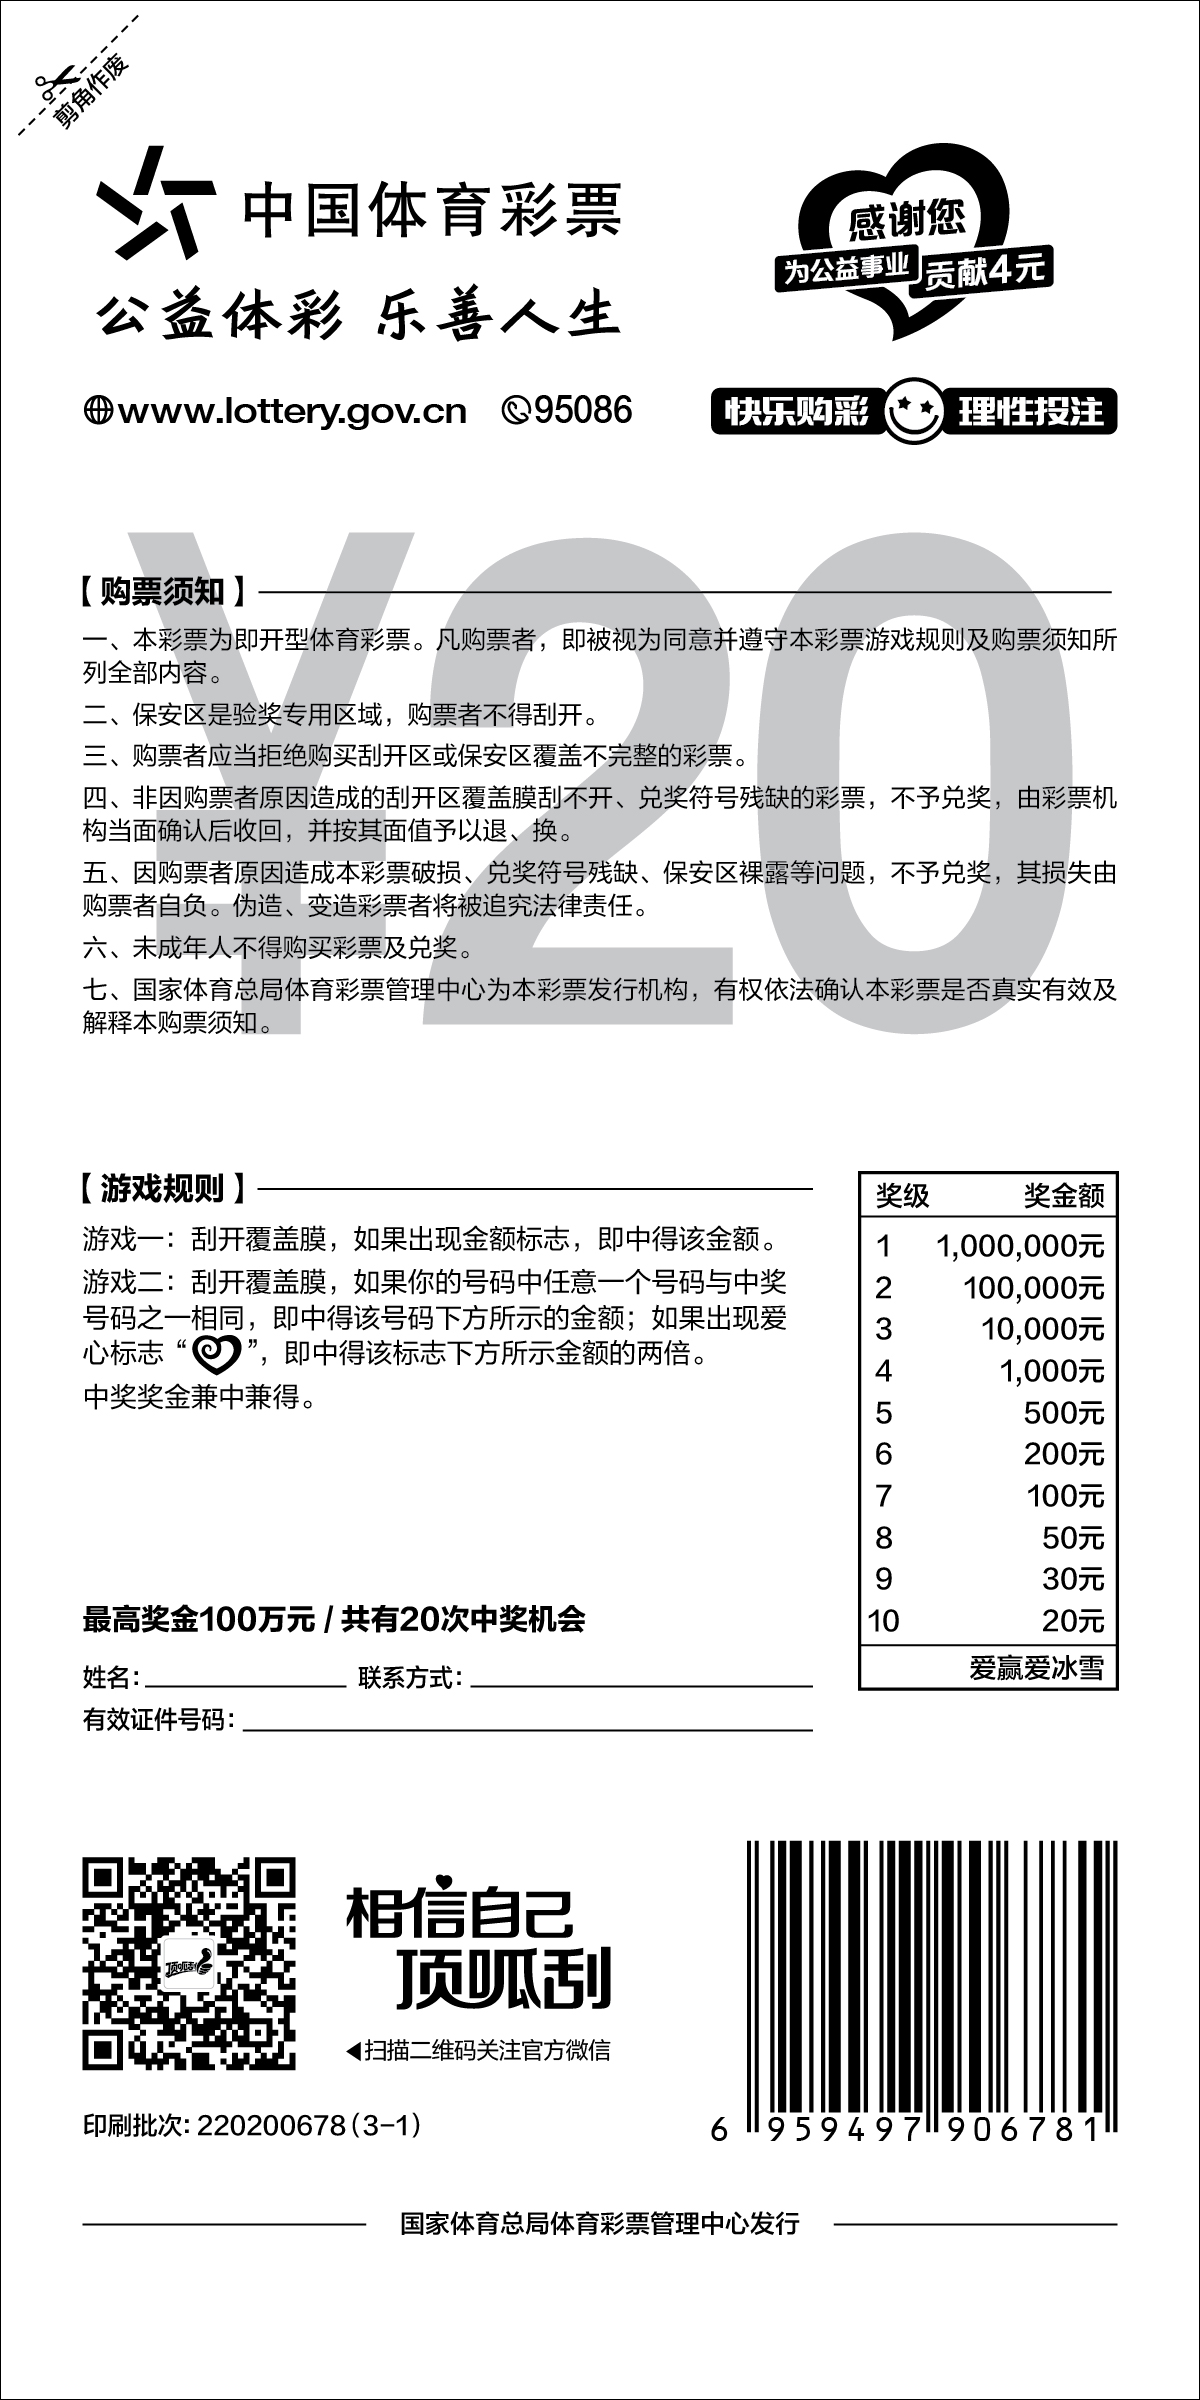 剪角作废
中国体育彩票
公益体彩 乐善人生
感谢您
为公益事业
贡献4元
www.lottery.gov.cn 95086
快乐购彩 理性投注
¥20
【购票须知】
一、本彩票为即开型体育彩票。凡购票者，即被视为同意并遵守本彩票游戏规则及购票须知所
列全部内容。
二、保安区是验奖专用区域，购票者不得刮开。
三、购票者应当拒绝购买刮开区或保安区覆盖不完整的彩票。
四、非因购票者原因造成的刮开区覆盖膜刮不开、兑奖符号残缺的彩票，不予兑奖，由彩票机
构当面确认后收回，并按其面值予以退、换。
五、因购票者原因造成本彩票破损、兑奖符号残缺、保安区裸露等问题，不予兑奖，其损失由
购票者自负。伪造、变造彩票者将被追究法律责任。
六、未成年人不得购买彩票及兑奖。
七、国家体育总局体育彩票管理中心为本彩票发行机构，有权依法确认本彩票是否真实有效及
解释本购票须知。
【游戏规则】
游戏一：刮开覆盖膜，如果出现金额标志，即中得该金额。
游戏二：刮开覆盖膜，如果你的号码中任意一个号码与中奖
号码之一相同，即中得该号码下方所示的金额；如果出现爱
心标志“ ”，即中得该标志下方所示金额的两倍。
中奖奖金兼中兼得。
最高奖金100万元 / 共有20次中奖机会
姓名： 联系方式：
有效证件号码：
奖级 奖金额
1 1,000,000元
2 100,000元
3 10,000元
4 1,000元
5 500元
6 200元
7 100元
8 50元
9 30元
10 20元
爱赢爱冰雪
顶呱刮
相信自己
顶呱刮
扫描二维码关注官方微信
印刷批次：220200678（3-1）
6 959497 906781
国家体育总局体育彩票管理中心发行